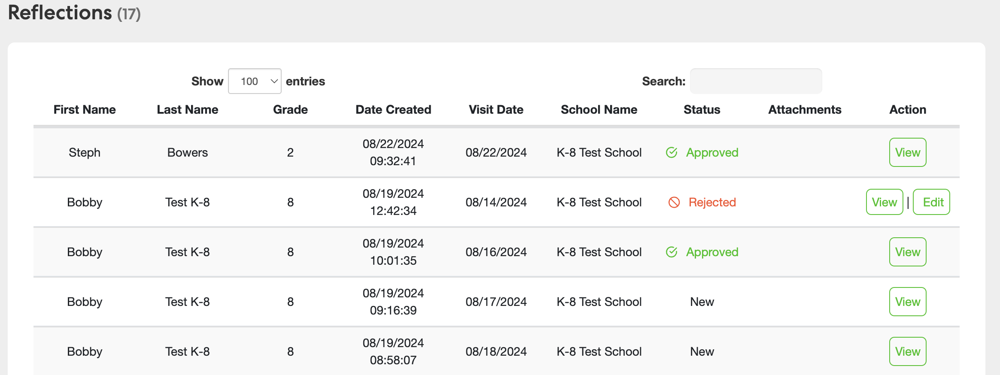 Reflections (17)
Show 100 entries Search:
First Name Last Name Grade Date Created Visit Date School Name Status Attachments Action
Steph Bowers 2 08/22/2024 09:32:41 08/22/2024 K-8 Test School Approved View
Bobby Test K-8 8 08/19/2024 12:42:34 08/14/2024 K-8 Test School Rejected View | Edit
Bobby Test K-8 8 08/19/2024 10:01:35 08/16/2024 K-8 Test School Approved View
Bobby Test K-8 8 08/19/2024 09:16:39 08/17/2024 K-8 Test School New View
Bobby Test K-8 8 08/19/2024 08:58:07 08/18/2024 K-8 Test School New View